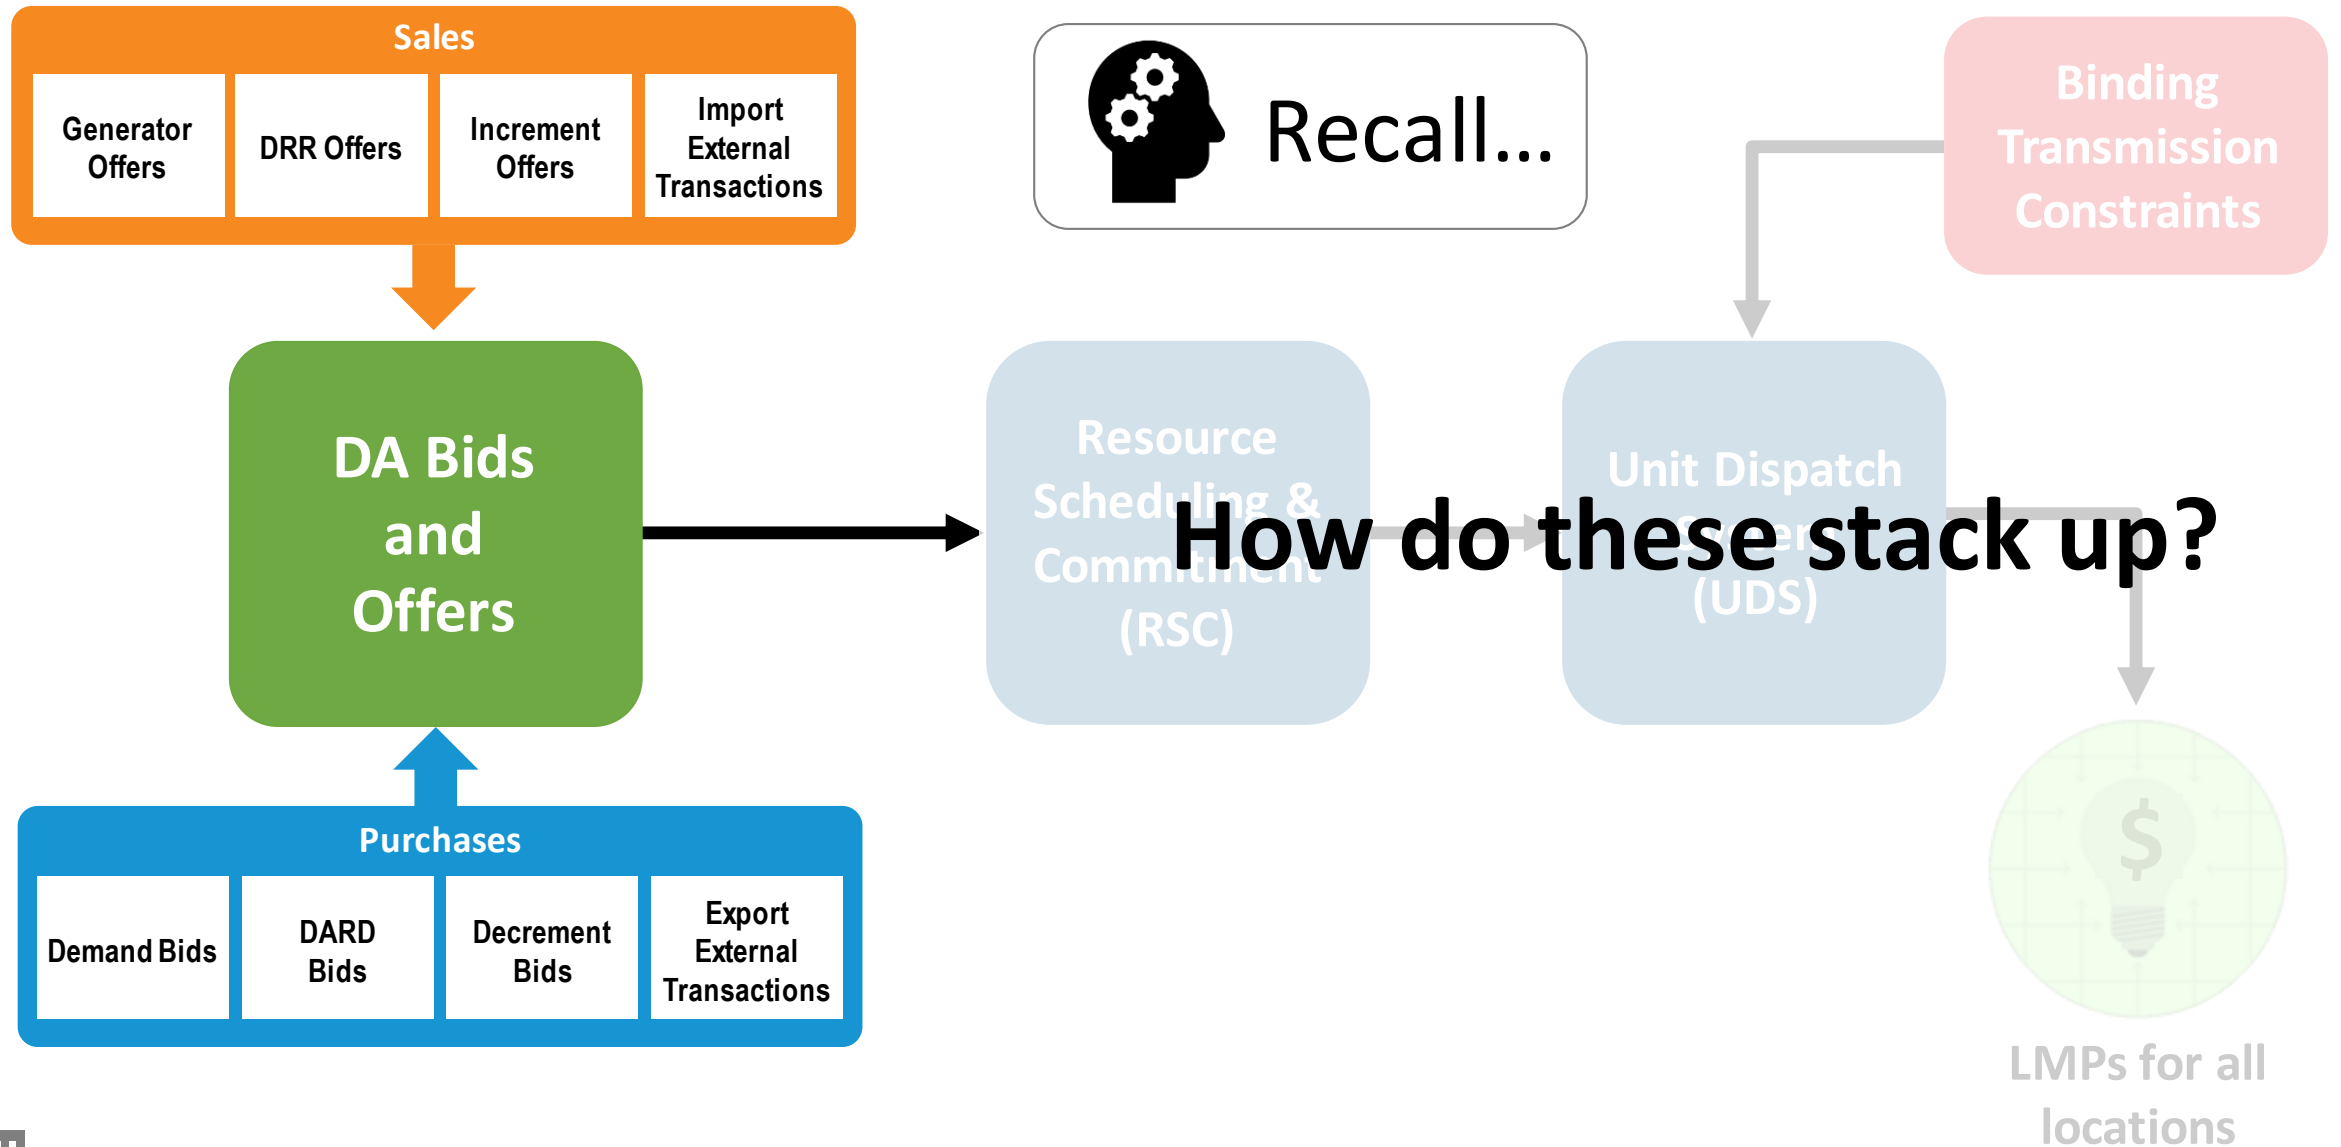 Sales
Generator
Offers
DRR Offers
Increment
Offers
Import
External
Transactions
Recall...
Binding
Transmission
Constraints
DA Bids
and
Offers
Resource
Scheduling &
Commitment
(RSC)
Unit Dispatch
System
(UDS)
How do these stack up?
Purchases
Demand Bids
DARD
Bids
Decrement
Bids
Export
External
Transactions
$
LMPs for all
locations